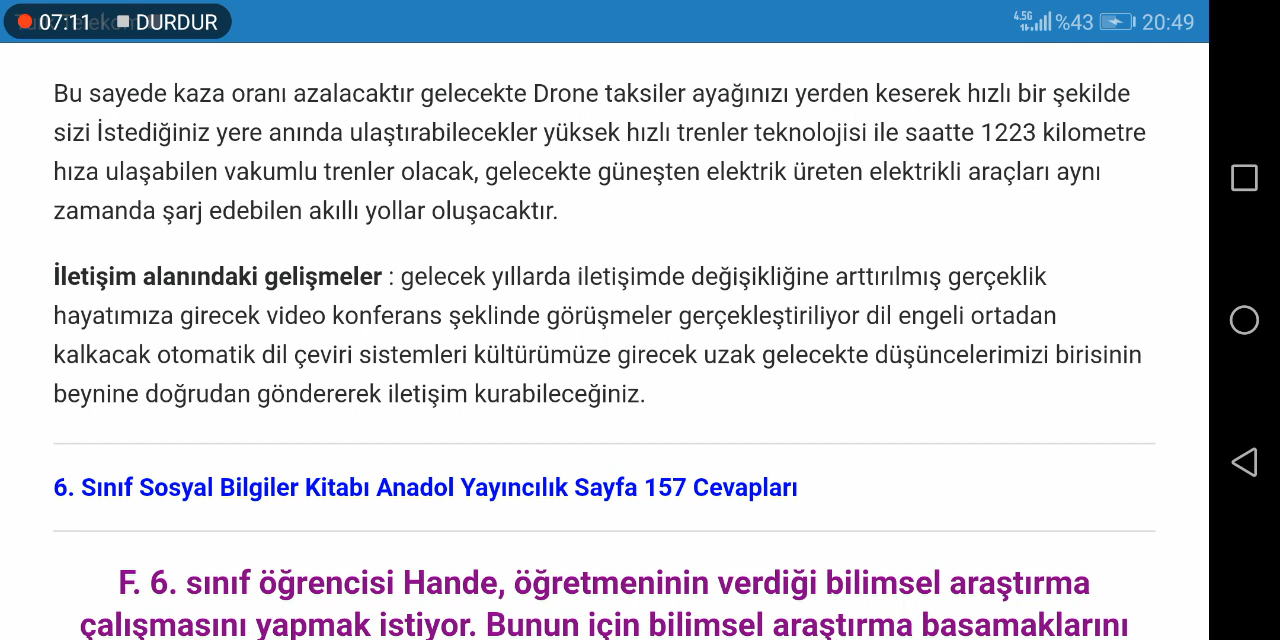 07:11 DURDUR
4.5G %43 20:49
Bu sayede kaza oranı azalacaktır gelecekte Drone taksiler ayağınızı yerden keserek hızlı bir şekilde
sizi İstediğiniz yere anında ulaştırabilecekler yüksek hızlı trenler teknolojisi ile saatte 1223 kilometre
hıza ulaşabilen vakumlu trenler olacak, gelecekte güneşten elektrik üreten elektrikli araçları aynı
zamanda şarj edebilen akıllı yollar oluşacaktır.
İletişim alanındaki gelişmeler : gelecek yıllarda iletişimde değişikliğine arttırılmış gerçeklik
hayatımıza girecek video konferans şeklinde görüşmeler gerçekleştiriliyor dil engeli ortadan
kalkacak otomatik dil çeviri sistemleri kültürümüze girecek uzak gelecekte düşüncelerimizi birisinin
beynine doğrudan göndererek iletişim kurabileceğiniz.
6. Sınıf Sosyal Bilgiler Kitabı Anadol Yayıncılık Sayfa 157 Cevapları
F. 6. sınıf öğrencisi Hande, öğretmeninin verdiği bilimsel araştırma
çalışmasını yapmak istiyor. Bunun için bilimsel araştırma basamaklarını